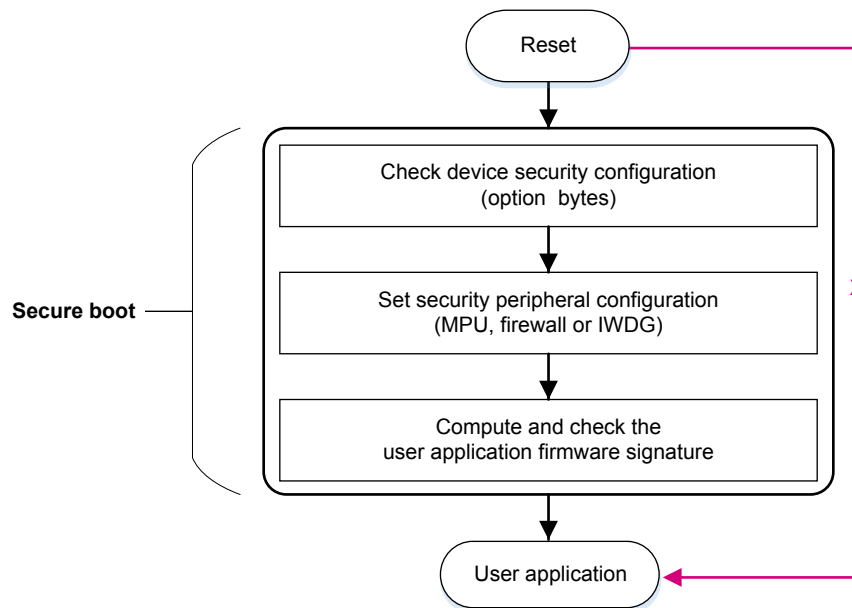 Reset
Check device security configuration
(option bytes)
Set security peripheral configuration
(MPU, firewall or IWDG)
Secure boot
Compute and check the
user application firmware signature
User application